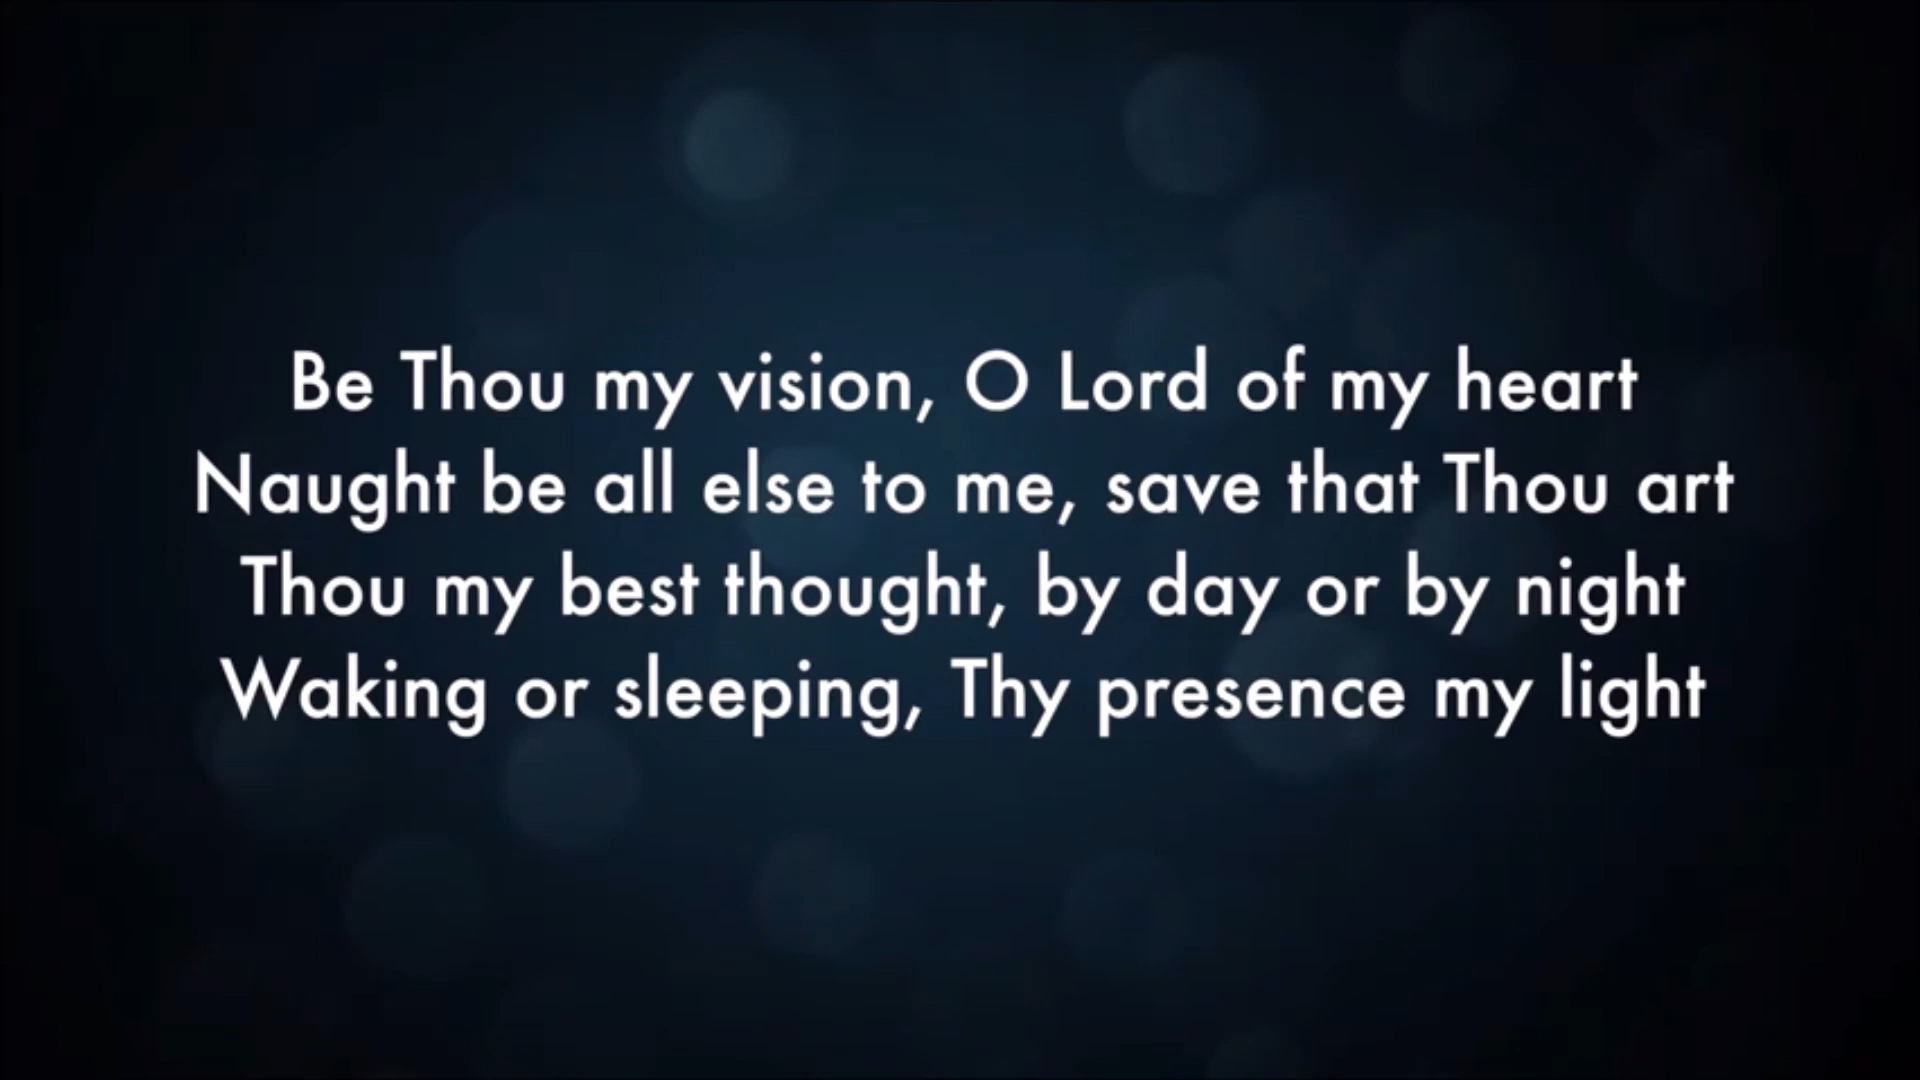 Be Thou my vision, O Lord of my heart
Naught be all else to me, save that Thou art
Thou my best thought, by day or by night
Waking or sleeping, Thy presence my light